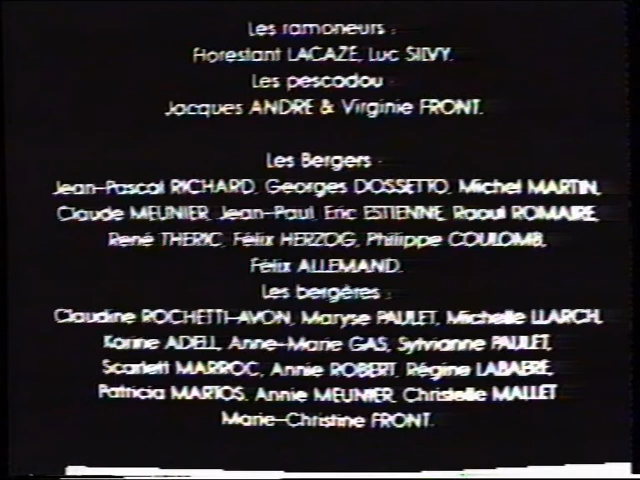 Les ramoneurs :
Florestant LACAZE, Luc SILVY.
Les pescadou :
Jacques ANDRE & Virginie FRONT.
Les Bergers :
Jean-Pascal RICHARD, Georges DOSSETTO, Michel MARTIN,
Claude MEUNIER, Jean-Paul, Eric ESTIENNE, Raoul ROMAIRE,
René THERIC, Félix HERZOG, Philippe COULOMB,
Félix ALLEMAND.
Les bergères :
Claudine ROCHETTI-AVON, Maryse PAULET, Michelle LLARCH,
Karine ADELL, Anne-Marie GAS, Sylvianne PAULET,
Scarlett MARROC, Annie ROBERT, Régine LABABRE,
Patricia MARTOS, Annie MEUNIER, Christelle MALLET
Marie-Christine FRONT.